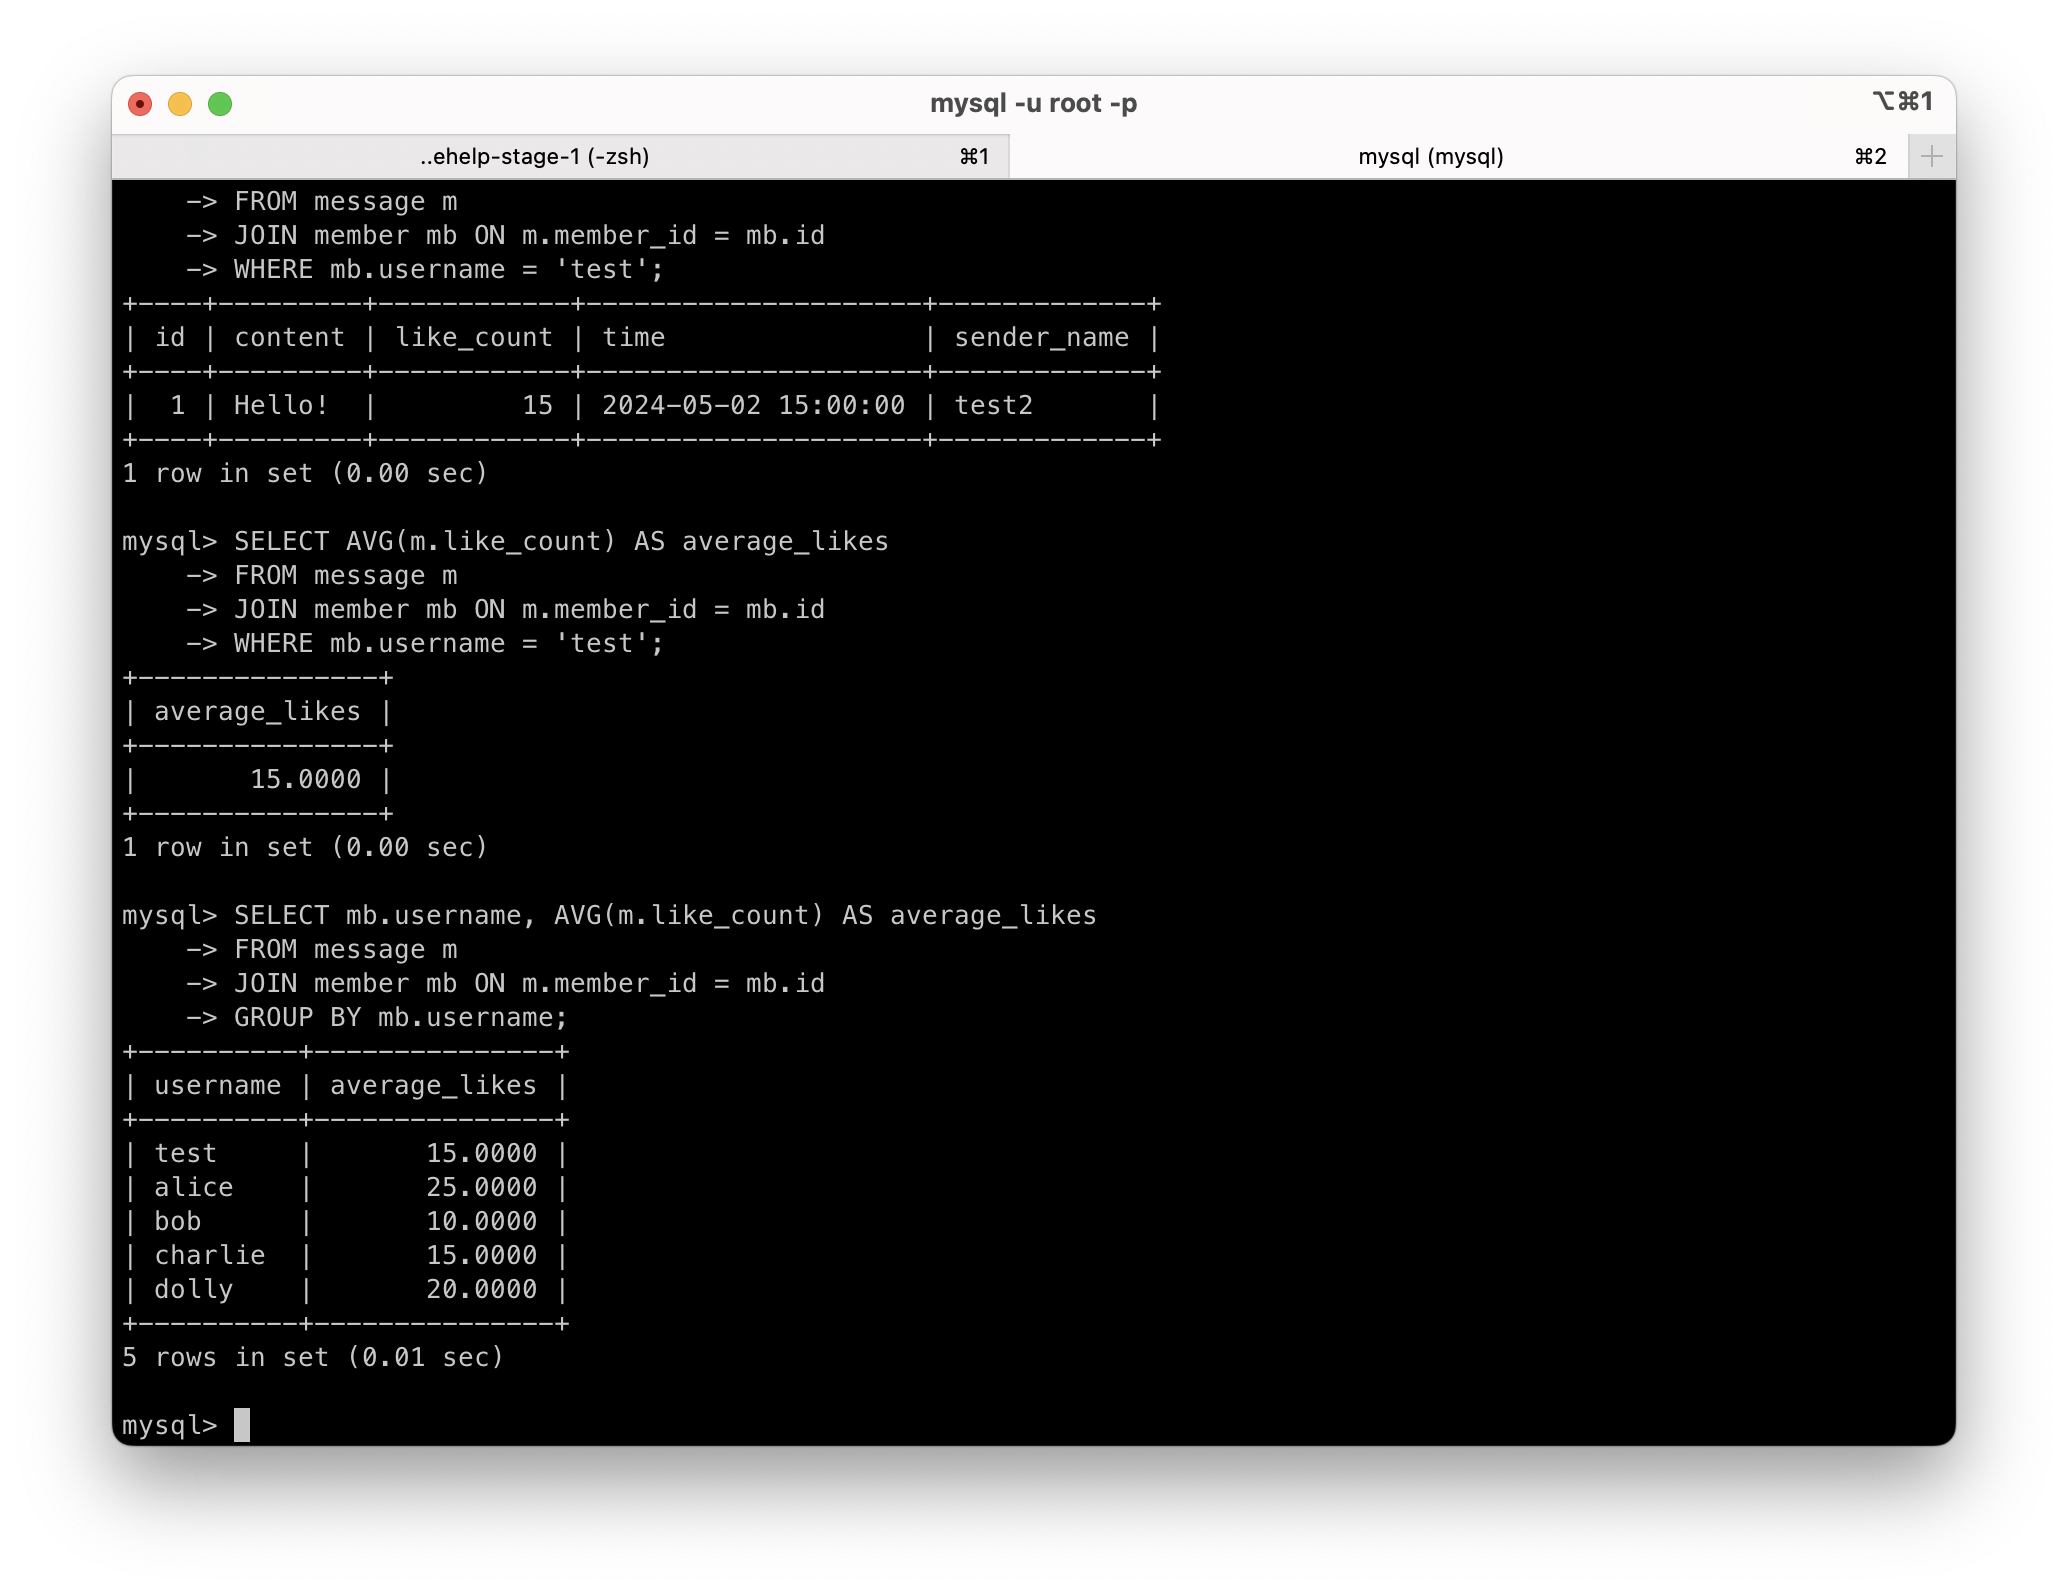 mysql -u root -p
⌥⌘1
..ehelp-stage-1 (-zsh) ⌘1
mysql (mysql) ⌘2
    -> FROM message m
    -> JOIN member mb ON m.member_id = mb.id
    -> WHERE mb.username = 'test';
+----+---------+------------+---------------------+-------------+
| id | content | like_count | time                | sender_name |
+----+---------+------------+---------------------+-------------+
|  1 | Hello!  |         15 | 2024-05-02 15:00:00 | test2       |
+----+---------+------------+---------------------+-------------+
1 row in set (0.00 sec)

mysql> SELECT AVG(m.like_count) AS average_likes
    -> FROM message m
    -> JOIN member mb ON m.member_id = mb.id
    -> WHERE mb.username = 'test';
+---------------+
| average_likes |
+---------------+
|       15.0000 |
+---------------+
1 row in set (0.00 sec)

mysql> SELECT mb.username, AVG(m.like_count) AS average_likes
    -> FROM message m
    -> JOIN member mb ON m.member_id = mb.id
    -> GROUP BY mb.username;
+----------+---------------+
| username | average_likes |
+----------+---------------+
| test     |       15.0000 |
| alice    |       25.0000 |
| bob      |       10.0000 |
| charlie  |       15.0000 |
| dolly    |       20.0000 |
+----------+---------------+
5 rows in set (0.01 sec)

mysql>